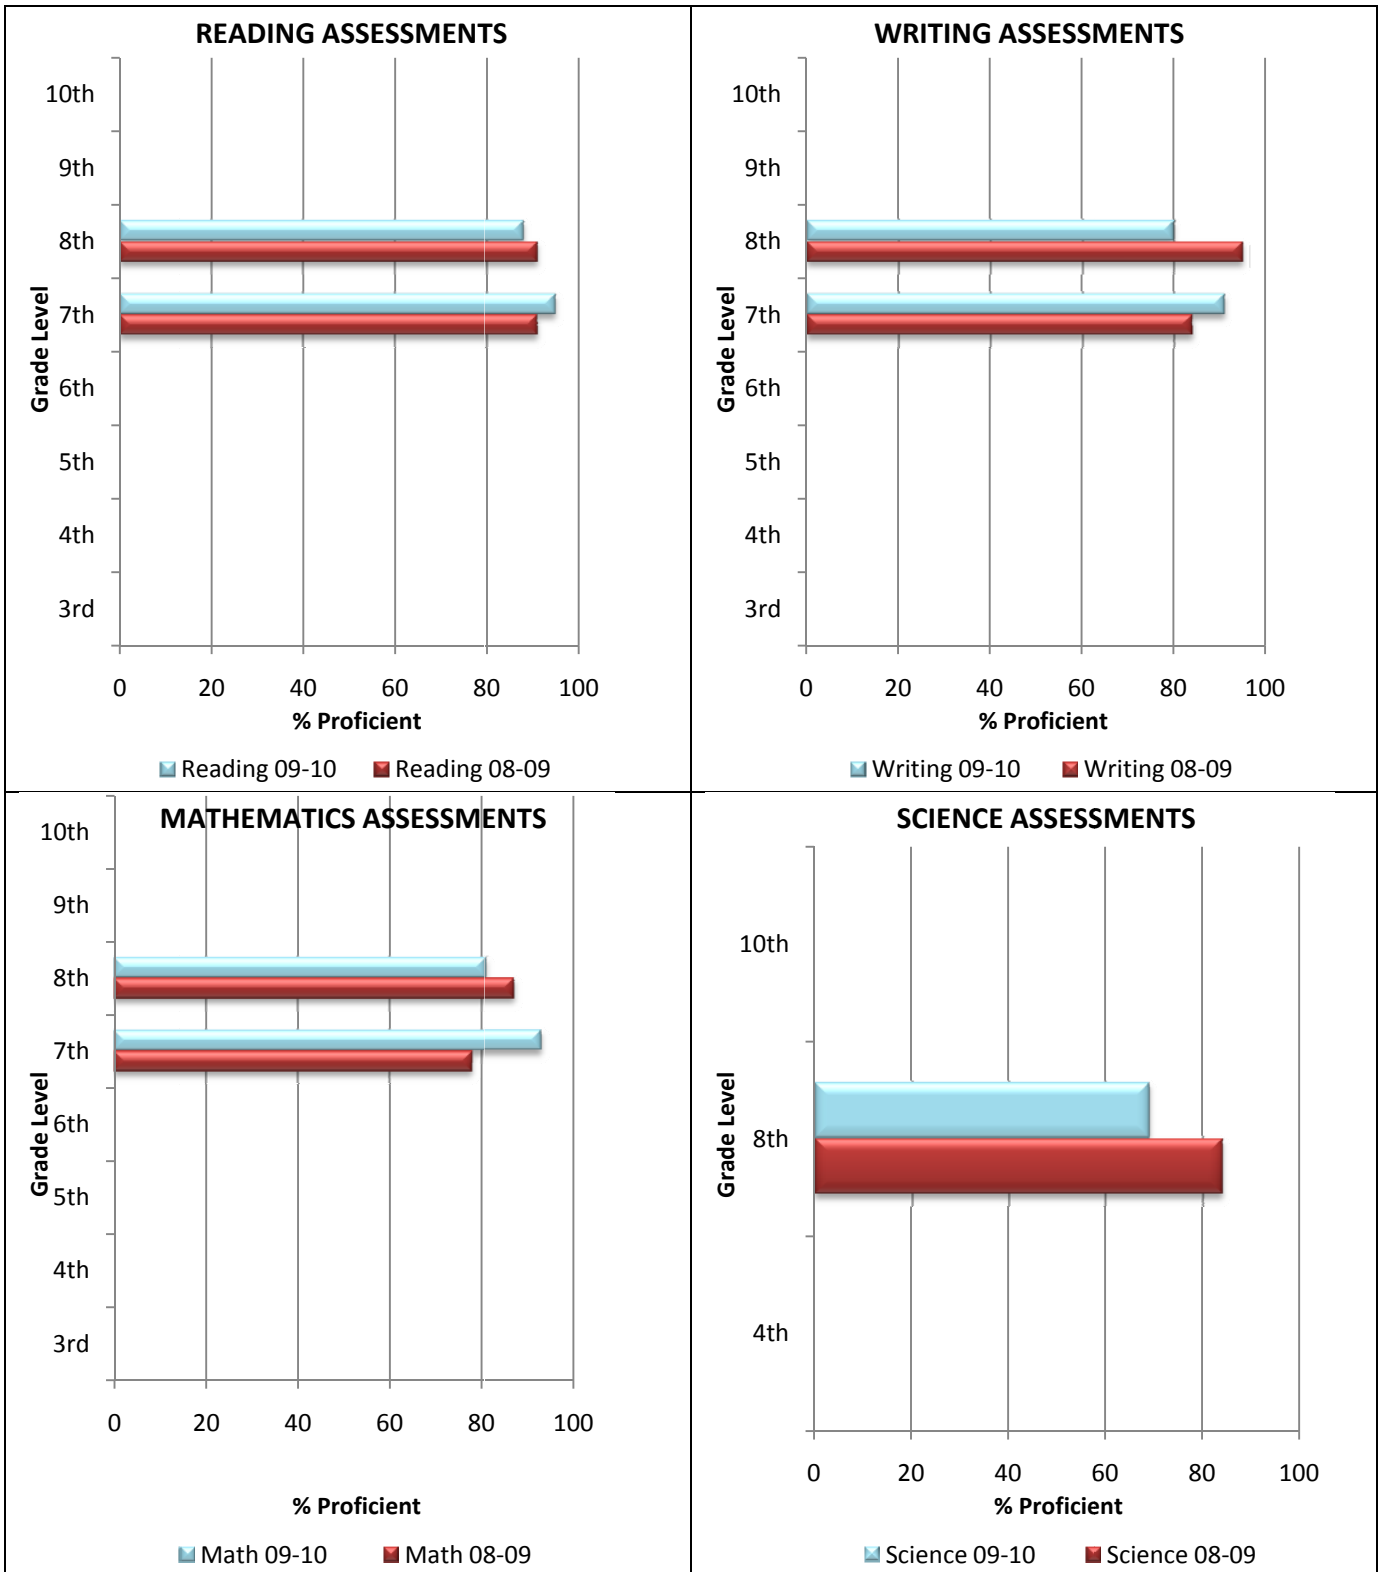 READING ASSESSMENTS
10th
9th
8th
7th
6th
5th
4th
3rd
Grade Level
0 20 40 60 80 100
% Proficient
Reading 09-10 Reading 08-09
WRITING ASSESSMENTS
10th
9th
8th
7th
6th
5th
4th
3rd
Grade Level
0 20 40 60 80 100
% Proficient
Writing 09-10 Writing 08-09
MATHEMATICS ASSESSMENTS
10th
9th
8th
7th
6th
5th
4th
3rd
Grade Level
0 20 40 60 80 100
% Proficient
Math 09-10 Math 08-09
SCIENCE ASSESSMENTS
10th
8th
4th
Grade Level
0 20 40 60 80 100
% Proficient
Science 09-10 Science 08-09